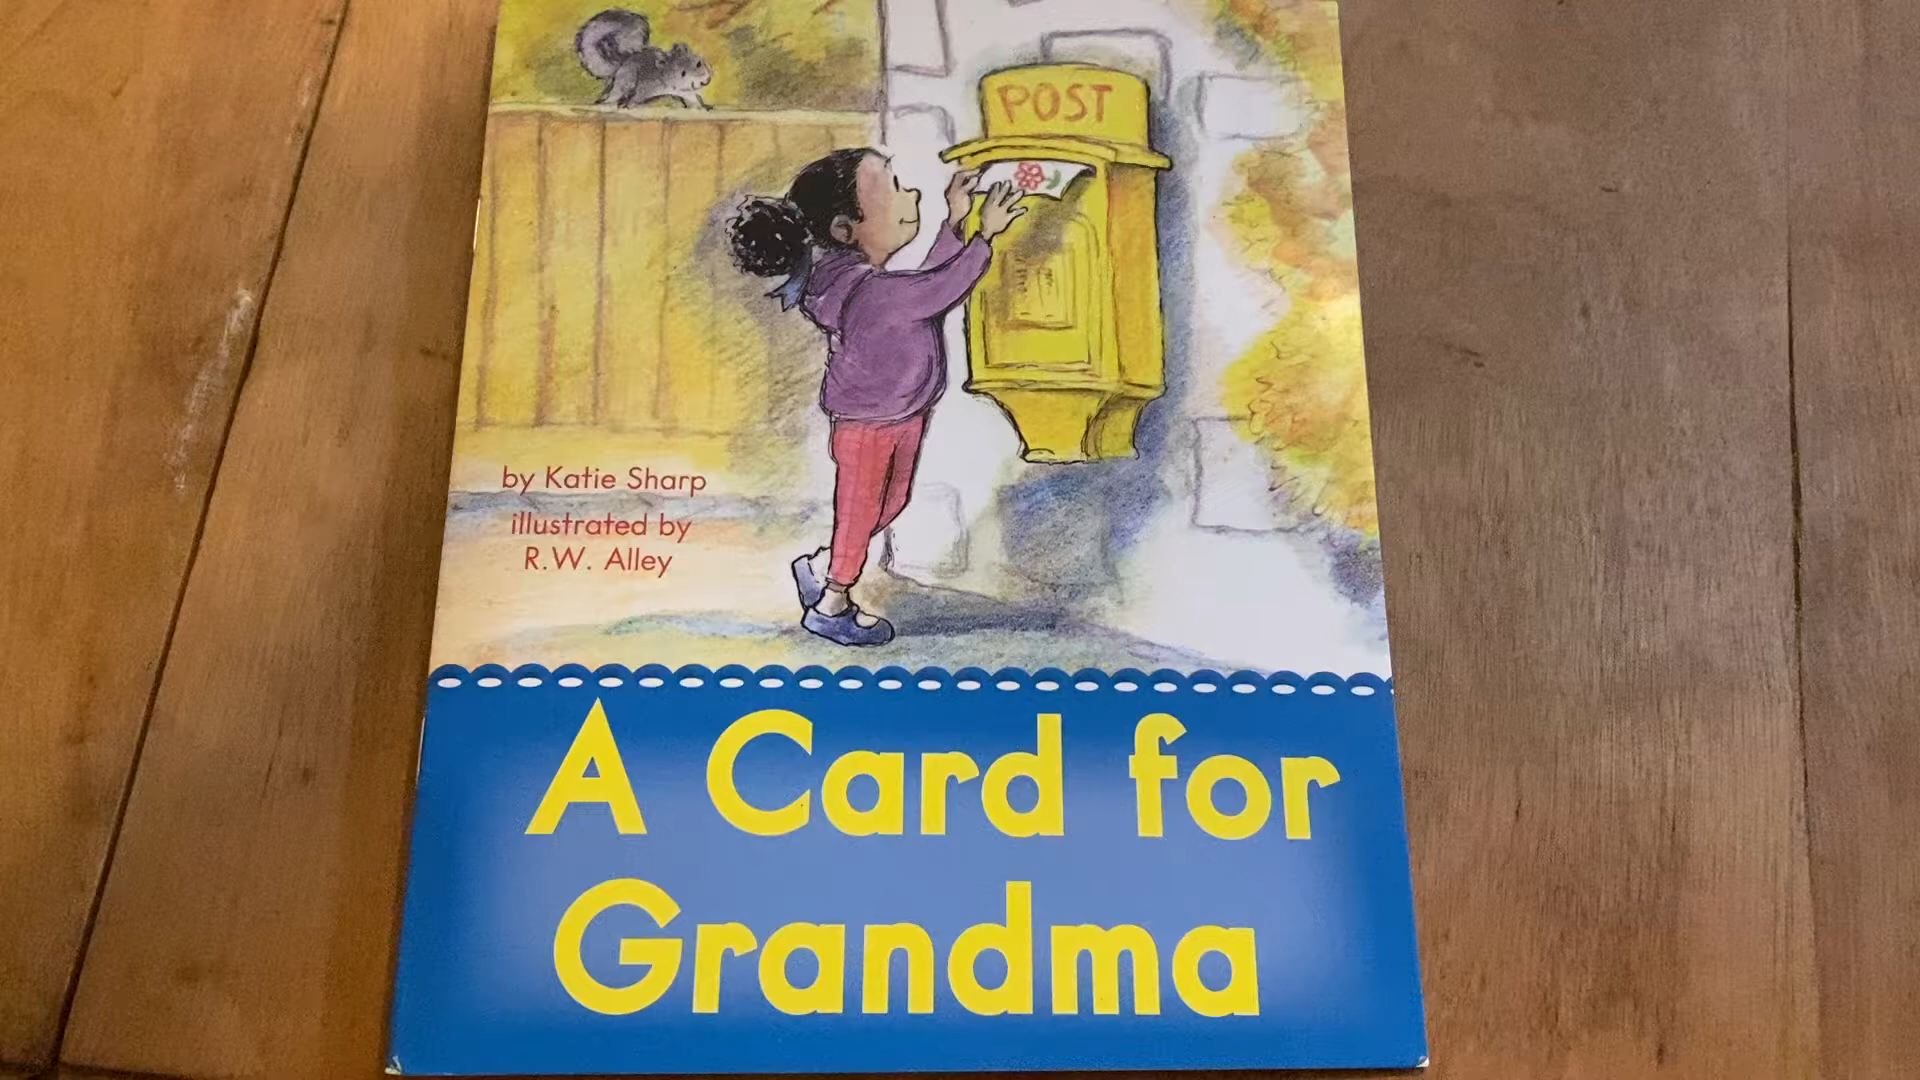 POST
by Katie Sharp
illustrated by
R.W. Alley
A Card for
Grandma